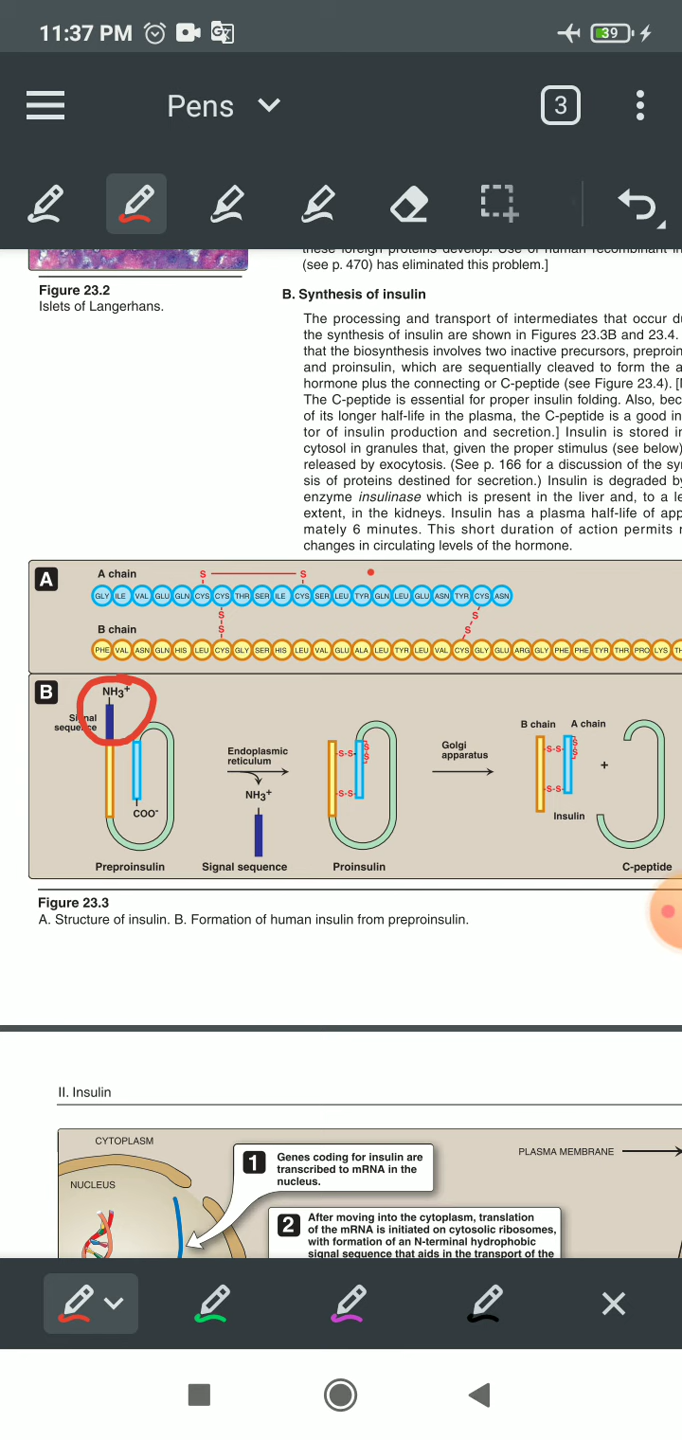 11:37 PM
39
Pens
3
these foreign proteins develop. Use of human recombinant in
(see p. 470) has eliminated this problem.]
Figure 23.2
Islets of Langerhans.
B. Synthesis of insulin
The processing and transport of intermediates that occur du
the synthesis of insulin are shown in Figures 23.3B and 23.4.
that the biosynthesis involves two inactive precursors, preproin
and proinsulin, which are sequentially cleaved to form the a
hormone plus the connecting or C-peptide (see Figure 23.4). [
The C-peptide is essential for proper insulin folding. Also, bec
of its longer half-life in the plasma, the C-peptide is a good in
tor of insulin production and secretion.] Insulin is stored in
cytosol in granules that, given the proper stimulus (see below)
released by exocytosis. (See p. 166 for a discussion of the sy
sis of proteins destined for secretion.) Insulin is degraded by
enzyme insulinase which is present in the liver and, to a le
extent, in the kidneys. Insulin has a plasma half-life of app
mately 6 minutes. This short duration of action permits r
changes in circulating levels of the hormone.
A
A chain
S S
GLY ILE VAL GLU GLN CYS CYS THR SER ILE CYS SER LEU TYR GLN LEU GLU ASN TYR CYS ASN
S S
S S
B chain
PHE VAL ASN GLN HIS LEU CYS GLY SER HIS LEU VAL GLU ALA LEU TYR LEU VAL CYS GLY GLU ARG GLY PHE PHE TYR THR PRO LYS TH
B
NH3+
Signal
sequence
COO-
Preproinsulin
Endoplasmic
reticulum
NH3+
Signal sequence
-S-S-
S
S
-S-S-
Proinsulin
Golgi
apparatus
B chain A chain
-S-S-
S
S
-S-S-
+
Insulin
C-peptide
Figure 23.3
A. Structure of insulin. B. Formation of human insulin from preproinsulin.
II. Insulin
CYTOPLASM
NUCLEUS
1
Genes coding for insulin are
transcribed to mRNA in the
nucleus.
PLASMA MEMBRANE
2
After moving into the cytoplasm, translation
of the mRNA is initiated on cytosolic ribosomes,
with formation of an N-terminal hydrophobic
signal sequence that aids in the transport of the